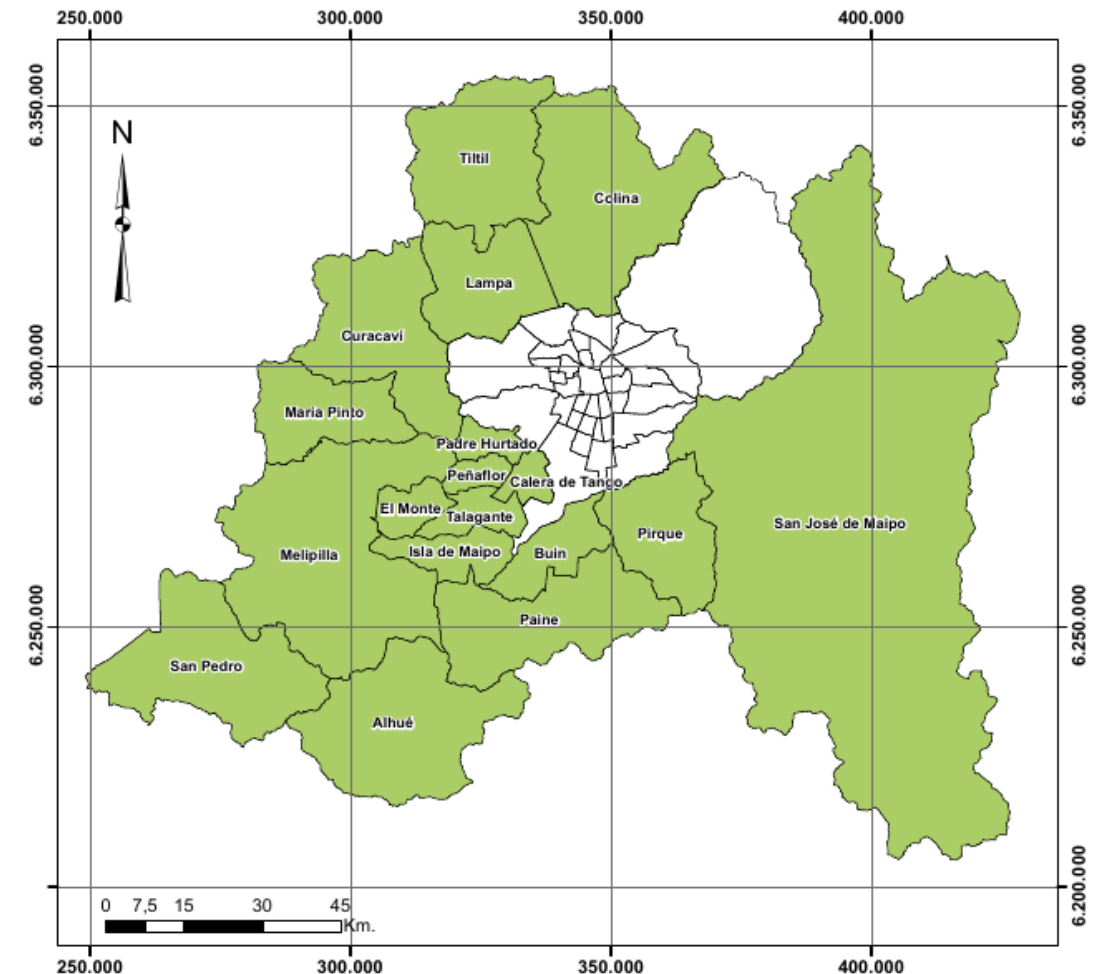 250.000 300.000 350.000 400.000
6.350.000 6.350.000
N
Tiltil
Colina
Lampa
Curacaví
6.300.000 6.300.000
María Pinto
Padre Hurtado
Peñaflor
Calera de Tango
El Monte
Talagante
San José de Maipo
Pirque
Isla de Maipo
Buin
Melipilla
Paine
6.250.000 6.250.000
San Pedro
Alhué
6.200.000 6.200.000
0 7,5 15 30 45
Km.
250.000 300.000 350.000 400.000